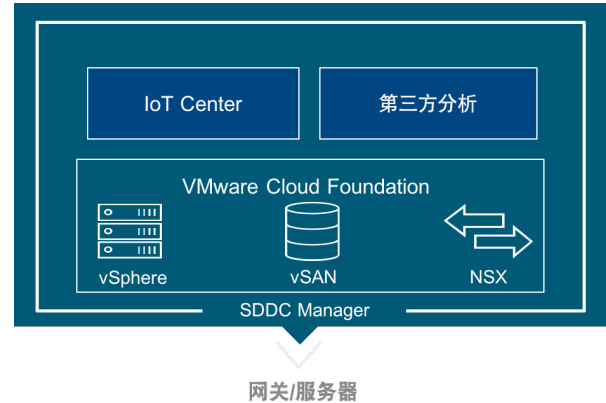 IoT Center
第三方分析
VMware Cloud Foundation
vSphere
vSAN
NSX
SDDC Manager
网关/服务器